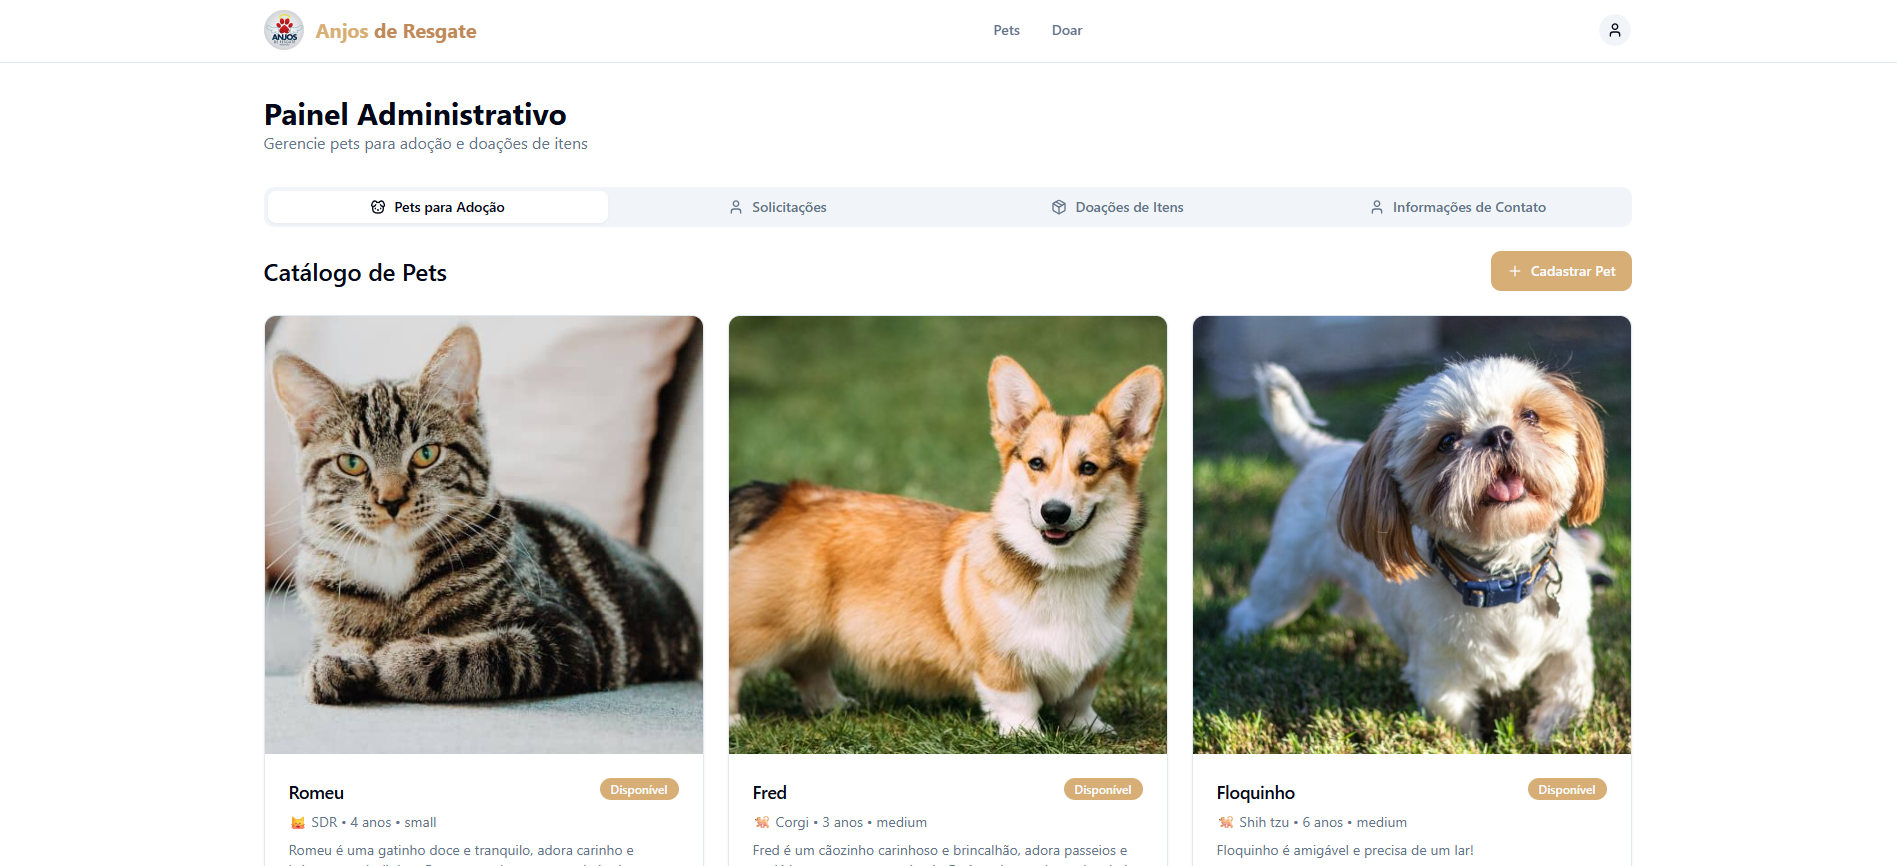 ANJOS
Anjos de Resgate
Pets
Doar
Painel Administrativo
Gerencie pets para adoção e doações de itens
Pets para Adoção
Solicitações
Doações de Itens
Informações de Contato
Catálogo de Pets
Cadastrar Pet
Romeu
Disponível
SDR • 4 anos • small
Romeu é uma gatinho doce e tranquilo, adora carinho e
Fred
Disponível
Corgi • 3 anos • medium
Fred é um cãozinho carinhoso e brincalhão, adora passeios e
Floquinho
Disponível
Shih tzu • 6 anos • medium
Floquinho é amigável e precisa de um lar!